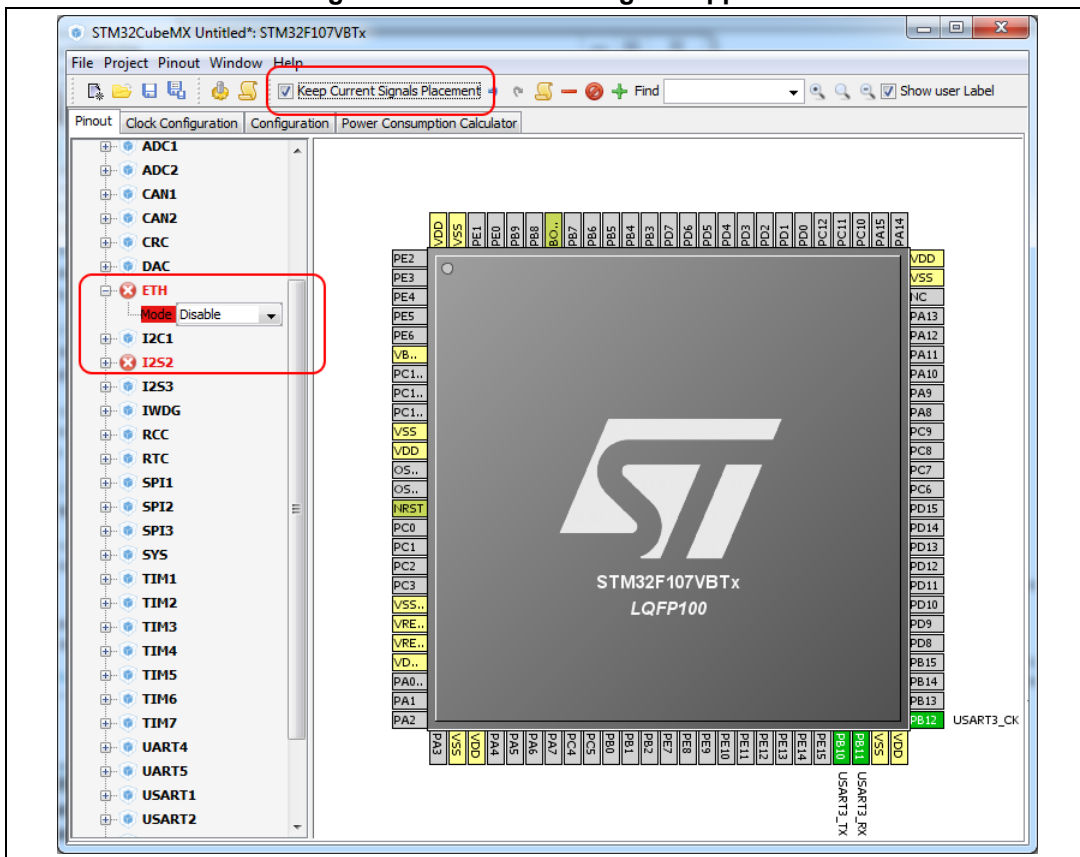 STM32CubeMX Untitled*: STM32F107VBTx
File Project Pinout Window Help
Keep Current Signals Placement
Find
Show user Label
Pinout Clock Configuration Configuration Power Consumption Calculator
ADC1
ADC2
CAN1
CAN2
CRC
DAC
ETH
Mode Disable
I2C1
I2S2
I2S3
IWDG
RCC
RTC
SPI1
SPI2
SPI3
SYS
TIM1
TIM2
TIM3
TIM4
TIM5
TIM6
TIM7
UART4
UART5
USART1
USART2
VDD VSS PE1 PE0 PB9 PB8 BO.. PB7 PB6 PB5 PB4 PB3 PD7 PD6 PD5 PD4 PD3 PD2 PD1 PD0 PC12 PC11 PC10 PA15 PA14
PE2
PE3
PE4
PE5
PE6
VB..
PC1..
PC1..
PC1..
VSS
VDD
OS..
OS..
NRST
PC0
PC1
PC2
PC3
VSS..
VRE..
VRE..
VD..
PA0..
PA1
PA2
ST
STM32F107VBTx
LQFP100
VDD
VSS
NC
PA13
PA12
PA11
PA10
PA9
PA8
PC9
PC8
PC7
PC6
PD15
PD14
PD13
PD12
PD11
PD10
PD9
PD8
PB15
PB14
PB13
PB12 USART3_CK
PA3 VSS VDD PA4 PA5 PA6 PA7 PC4 PC5 PB0 PB1 PB2 PE7 PE8 PE9 PE10 PE11 PE12 PE13 PE14 PE15 PB10 PB11 VSS VDD
USART3_TX
USART3_RX